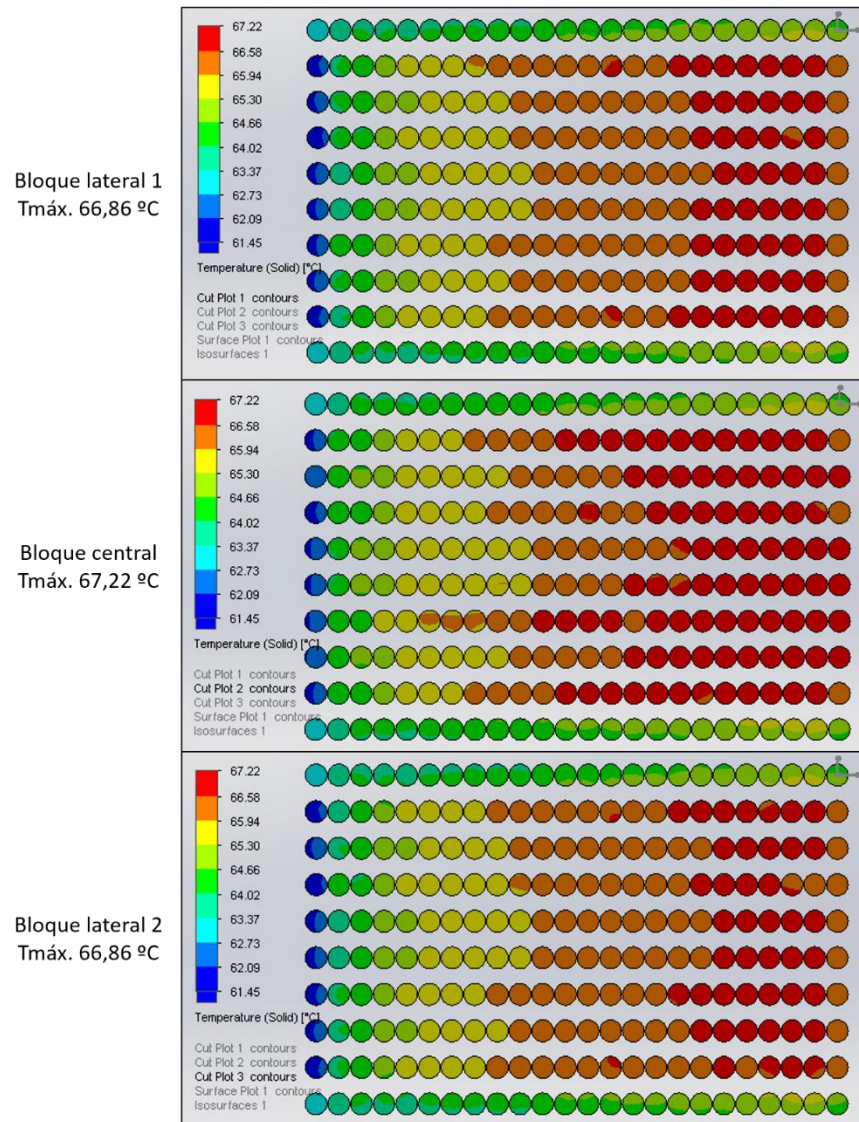 Bloque lateral 1
Tmáx. 66,86 ºC
67.22
66.58
65.94
65.30
64.66
64.02
63.37
62.73
62.09
61.45
Temperature (Solid) [°C]
Cut Plot 1 contours
Cut Plot 2 contours
Cut Plot 3 contours
Surface Plot 1 contours
Isosurfaces 1
Bloque central
Tmáx. 67,22 ºC
67.22
66.58
65.94
65.30
64.66
64.02
63.37
62.73
62.09
61.45
Temperature (Solid) [°C]
Cut Plot 1 contours
Cut Plot 2 contours
Cut Plot 3 contours
Surface Plot 1 contours
Isosurfaces 1
Bloque lateral 2
Tmáx. 66,86 ºC
67.22
66.58
65.94
65.30
64.66
64.02
63.37
62.73
62.09
61.45
Temperature (Solid) [°C]
Cut Plot 1 contours
Cut Plot 2 contours
Cut Plot 3 contours
Surface Plot 1 contours
Isosurfaces 1